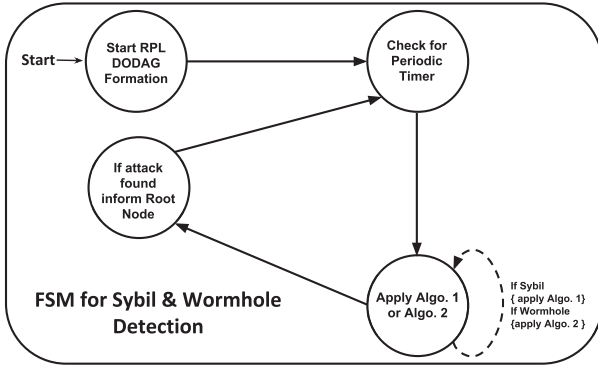 Start
Start RPL
DODAG
Formation
Check for
Periodic
Timer
If attack
found
inform Root
Node
Apply Algo. 1
or Algo. 2
If Sybil
{ apply Algo. 1}
If Wormhole
{apply Algo. 2 }
FSM for Sybil & Wormhole
Detection